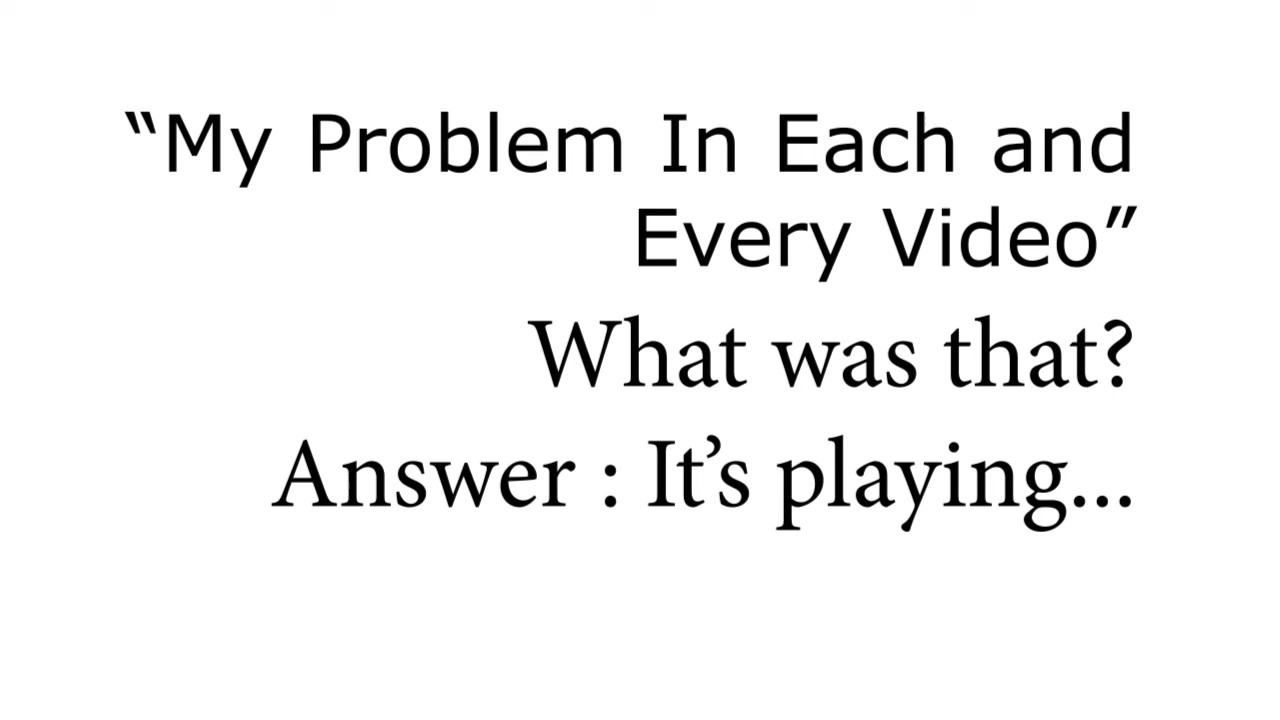 “My Problem In Each and
Every Video”
What was that?
Answer : It’s playing...